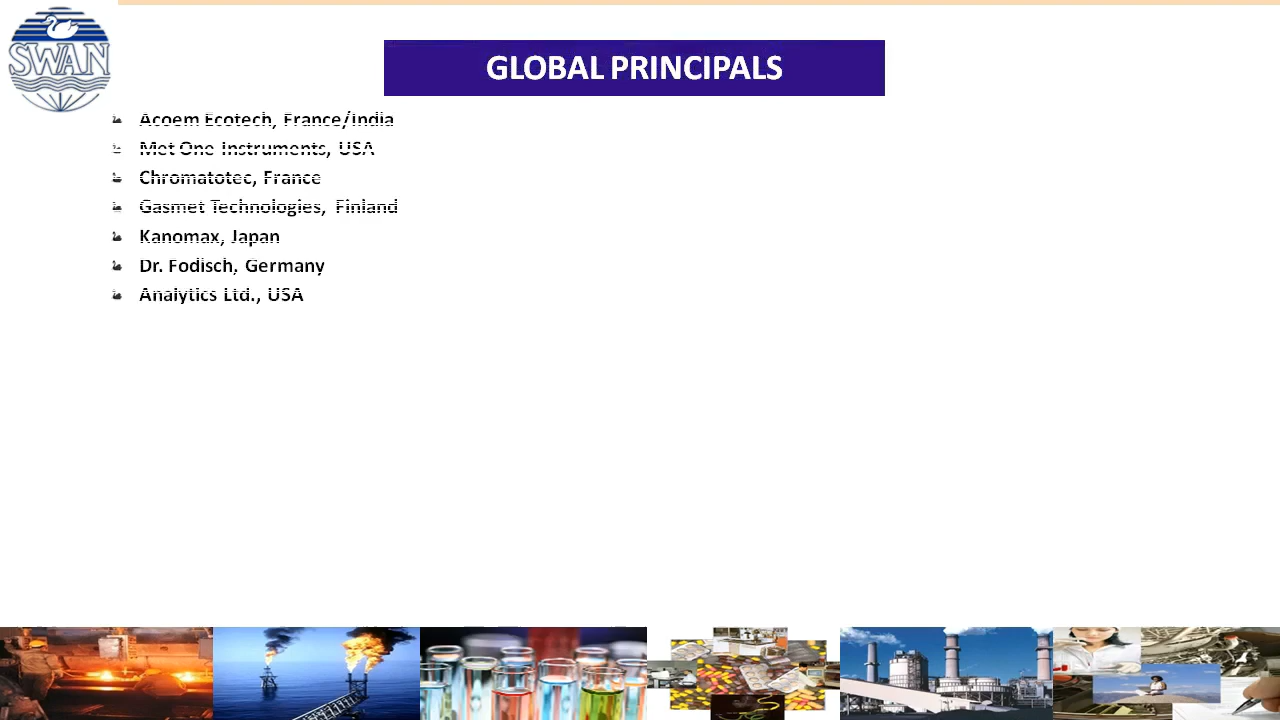 SWAN
GLOBAL PRINCIPALS
Acoem Ecotech, France/India
Met One Instruments, USA
Chromatotec, France
Gasmet Technologies, Finland
Kanomax, Japan
Dr. Fodisch, Germany
Analytics Ltd., USA